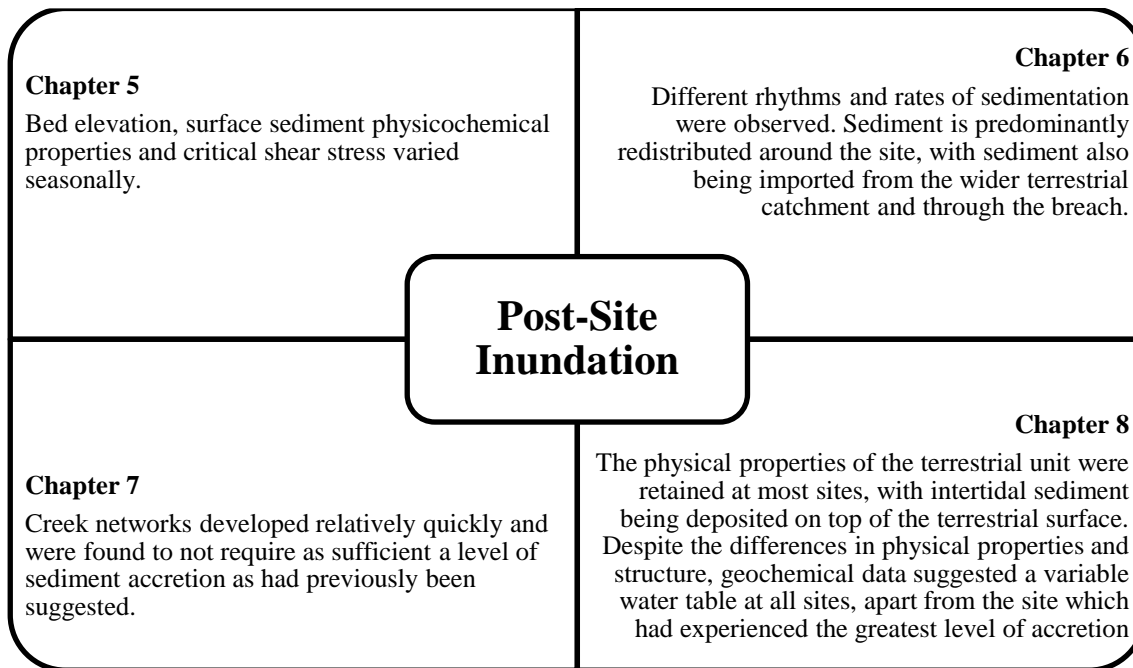 Chapter 5
Bed elevation, surface sediment physicochemical
properties and critical shear stress varied
seasonally.
Chapter 6
Different rhythms and rates of sedimentation
were observed. Sediment is predominantly
redistributed around the site, with sediment also
being imported from the wider terrestrial
catchment and through the breach.
Post-Site
Inundation
Chapter 7
Creek networks developed relatively quickly and
were found to not require as sufficient a level of
sediment accretion as had previously been
suggested.
Chapter 8
The physical properties of the terrestrial unit were
retained at most sites, with intertidal sediment
being deposited on top of the terrestrial surface.
Despite the differences in physical properties and
structure, geochemical data suggested a variable
water table at all sites, apart from the site which
had experienced the greatest level of accretion